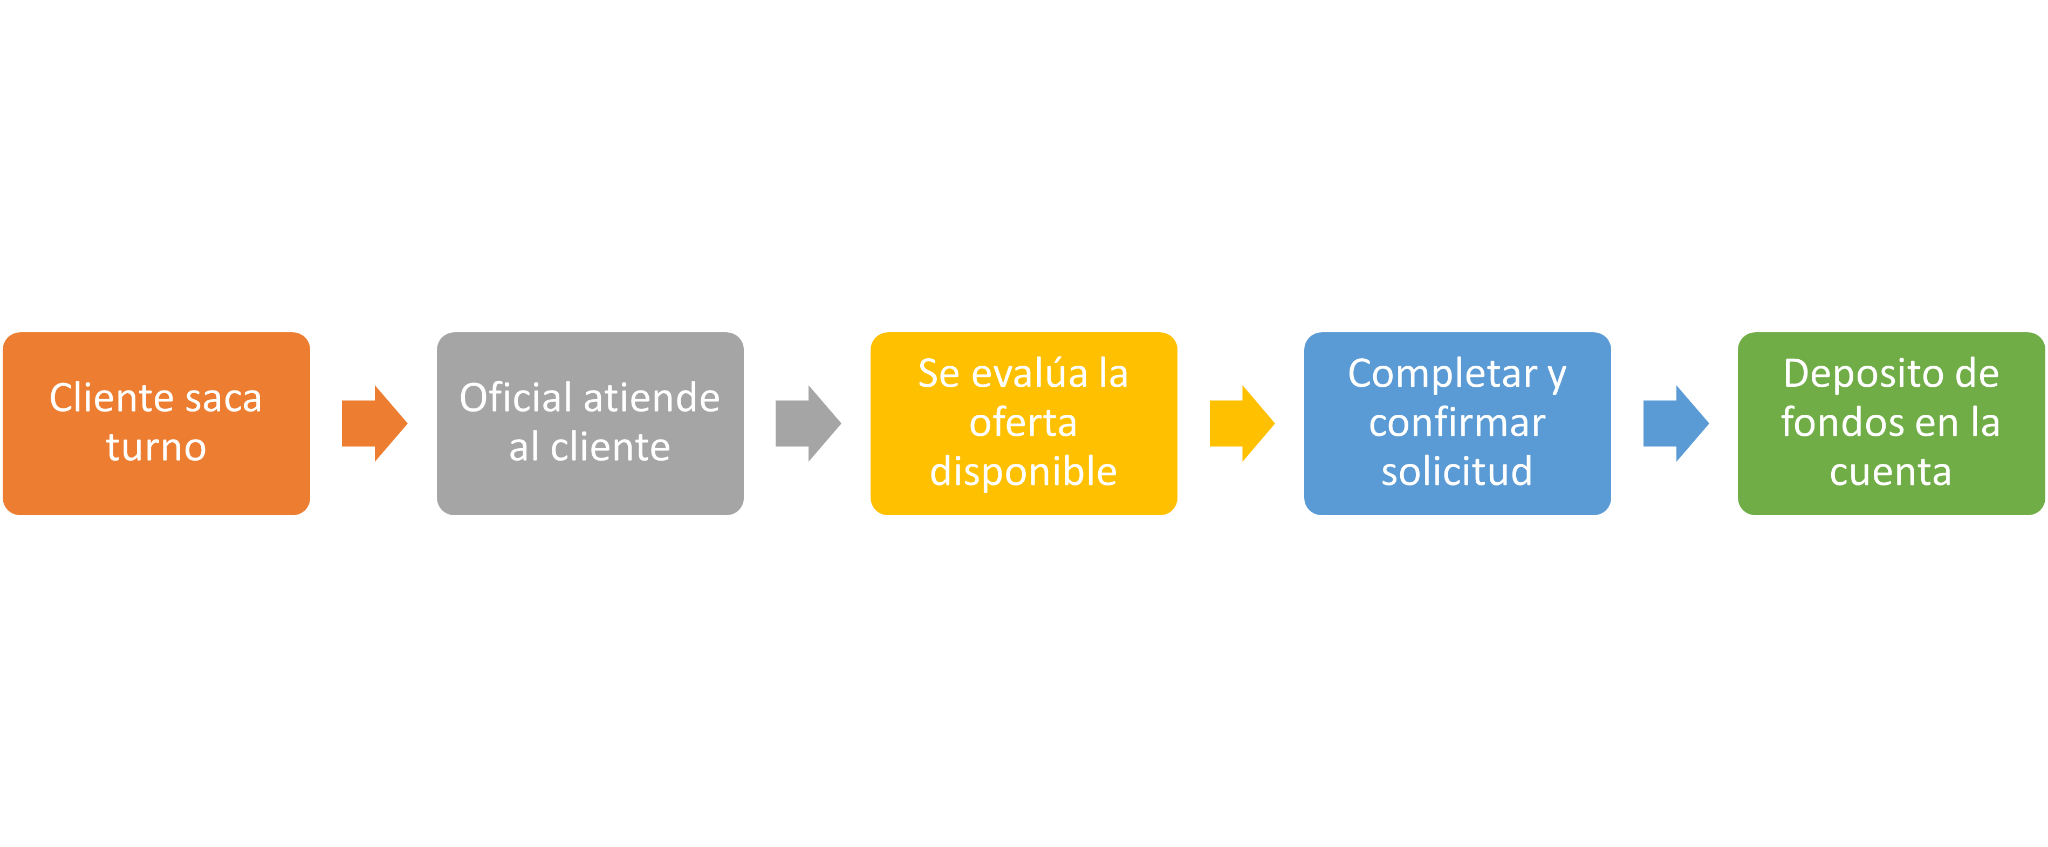 Cliente saca
turno
Oficial atiende
al cliente
Se evalúa la
oferta
disponible
Completar y
confirmar
solicitud
Deposito de
fondos en la
cuenta